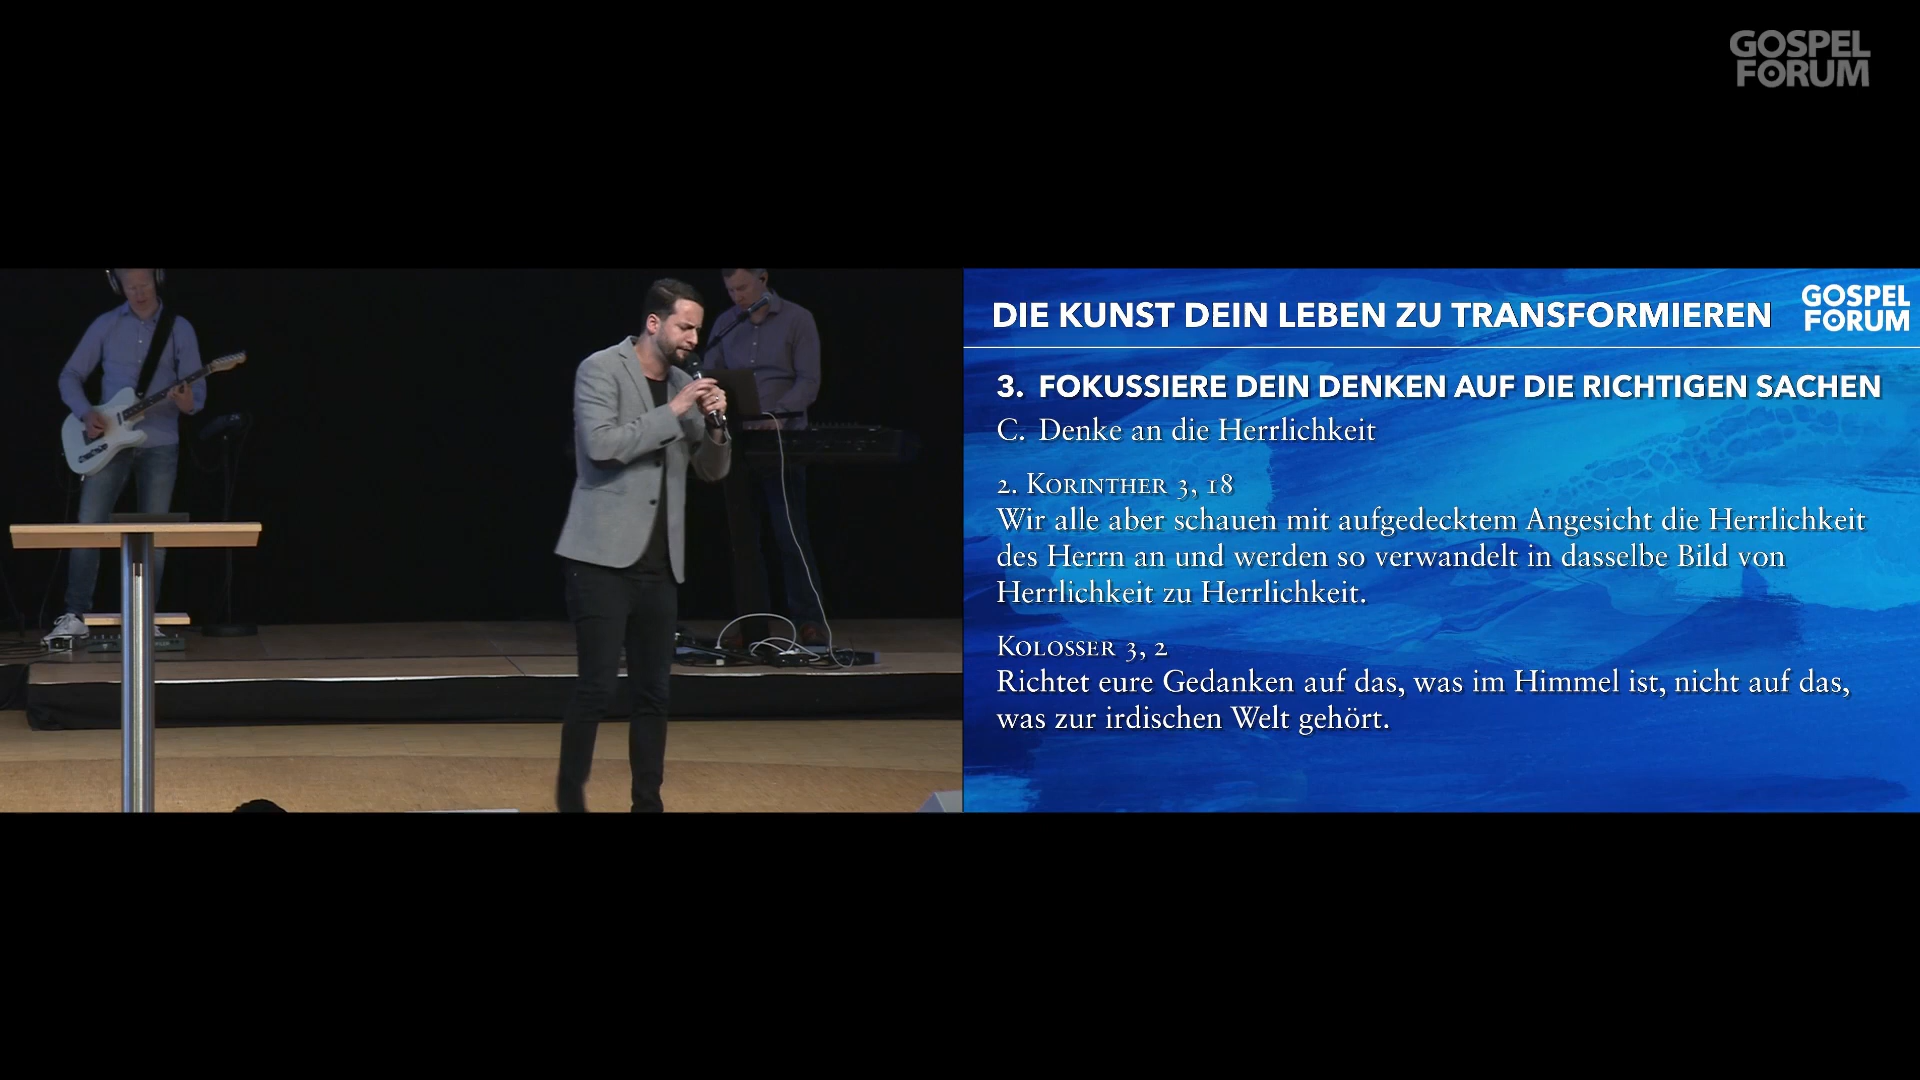 GOSPEL
FORUM
DIE KUNST DEIN LEBEN ZU TRANSFORMIEREN
GOSPEL
FORUM
3. FOKUSSIERE DEIN DENKEN AUF DIE RICHTIGEN SACHEN
C. Denke an die Herrlichkeit
2. KORINTHER 3, 18
Wir alle aber schauen mit aufgedecktem Angesicht die Herrlichkeit
des Herrn an und werden so verwandelt in dasselbe Bild von
Herrlichkeit zu Herrlichkeit.
KOLOSSER 3, 2
Richtet eure Gedanken auf das, was im Himmel ist, nicht auf das,
was zur irdischen Welt gehört.